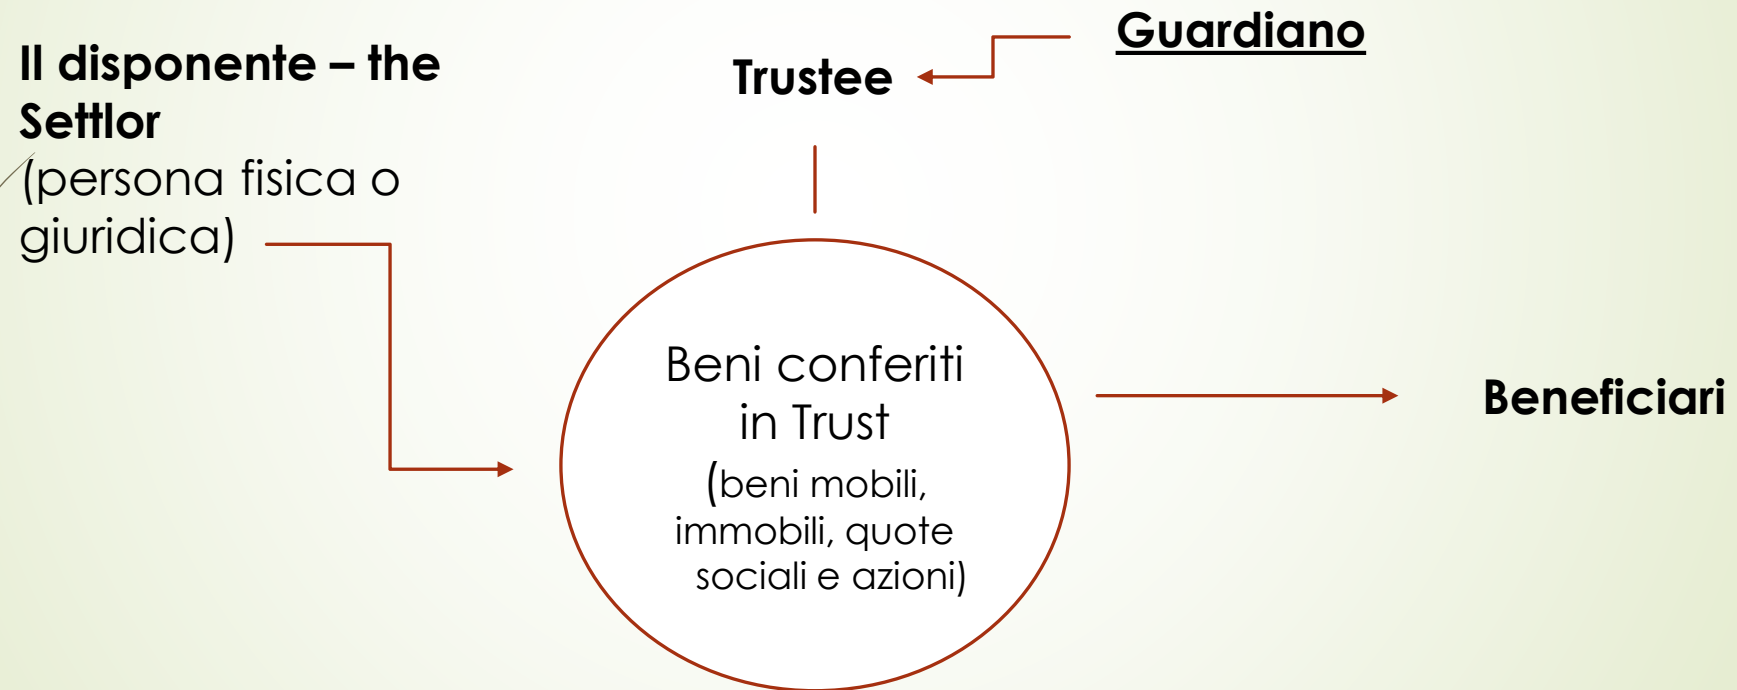 Il disponente – the
Settlor
(persona fisica o
giuridica)
Trustee
Guardiano
Beni conferiti
in Trust
(beni mobili,
immobili, quote
sociali e azioni)
Beneficiari